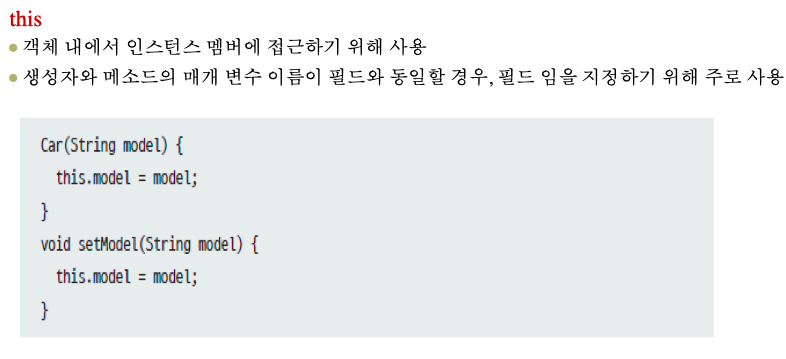 this
객체 내에서 인스턴스 멤버에 접근하기 위해 사용
생성자와 메소드의 매개 변수 이름이 필드와 동일할 경우, 필드 임을 지정하기 위해 주로 사용
Car(String model) {
this.model = model;
}
void setModel(String model) {
this.model = model;
}